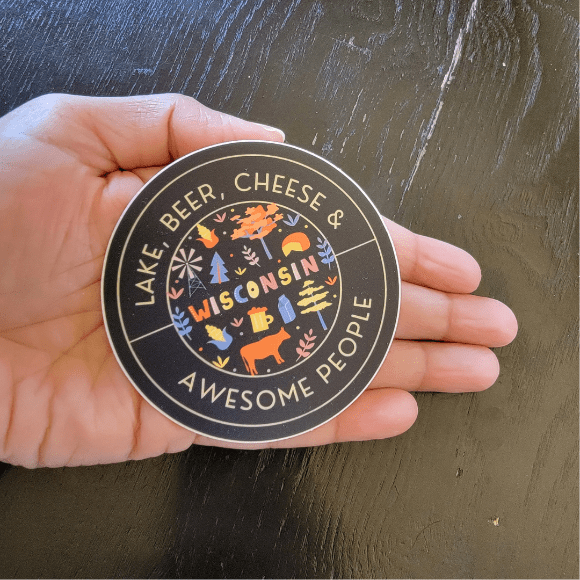 LAKE, BEER, CHEESE &
WISCONSIN
AWESOME PEOPLE